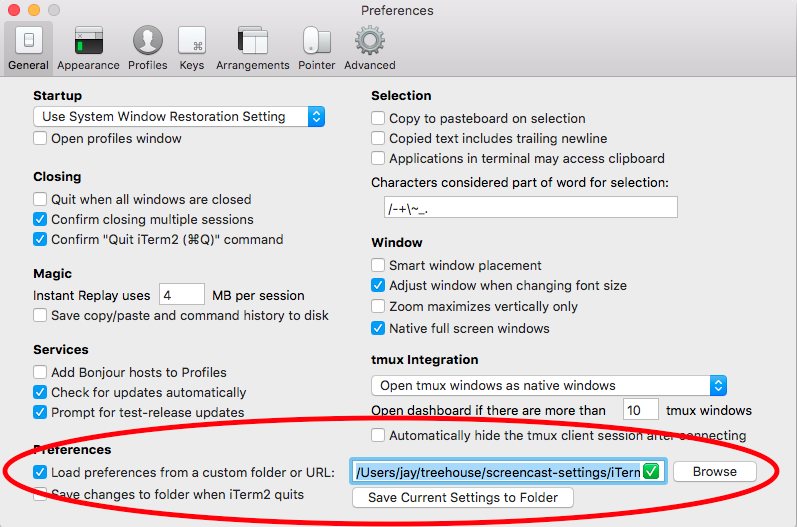 Preferences
General Appearance Profiles Keys Arrangements Pointer Advanced
Startup
Use System Window Restoration Setting
Open profiles window
Closing
Quit when all windows are closed
Confirm closing multiple sessions
Confirm "Quit iTerm2 (⌘Q)" command
Magic
Instant Replay uses 4 MB per session
Save copy/paste and command history to disk
Services
Add Bonjour hosts to Profiles
Check for updates automatically
Prompt for test-release updates
Selection
Copy to pasteboard on selection
Copied text includes trailing newline
Applications in terminal may access clipboard
Characters considered part of word for selection:
/-+\~_.
Window
Smart window placement
Adjust window when changing font size
Zoom maximizes vertically only
Native full screen windows
tmux Integration
Open tmux windows as native windows
Open dashboard if there are more than 10 tmux windows
Automatically hide the tmux client session after connecting
Preferences
Load preferences from a custom folder or URL: /Users/jay/treehouse/screencast-settings/iTern Browse
Save changes to folder when iTerm2 quits Save Current Settings to Folder